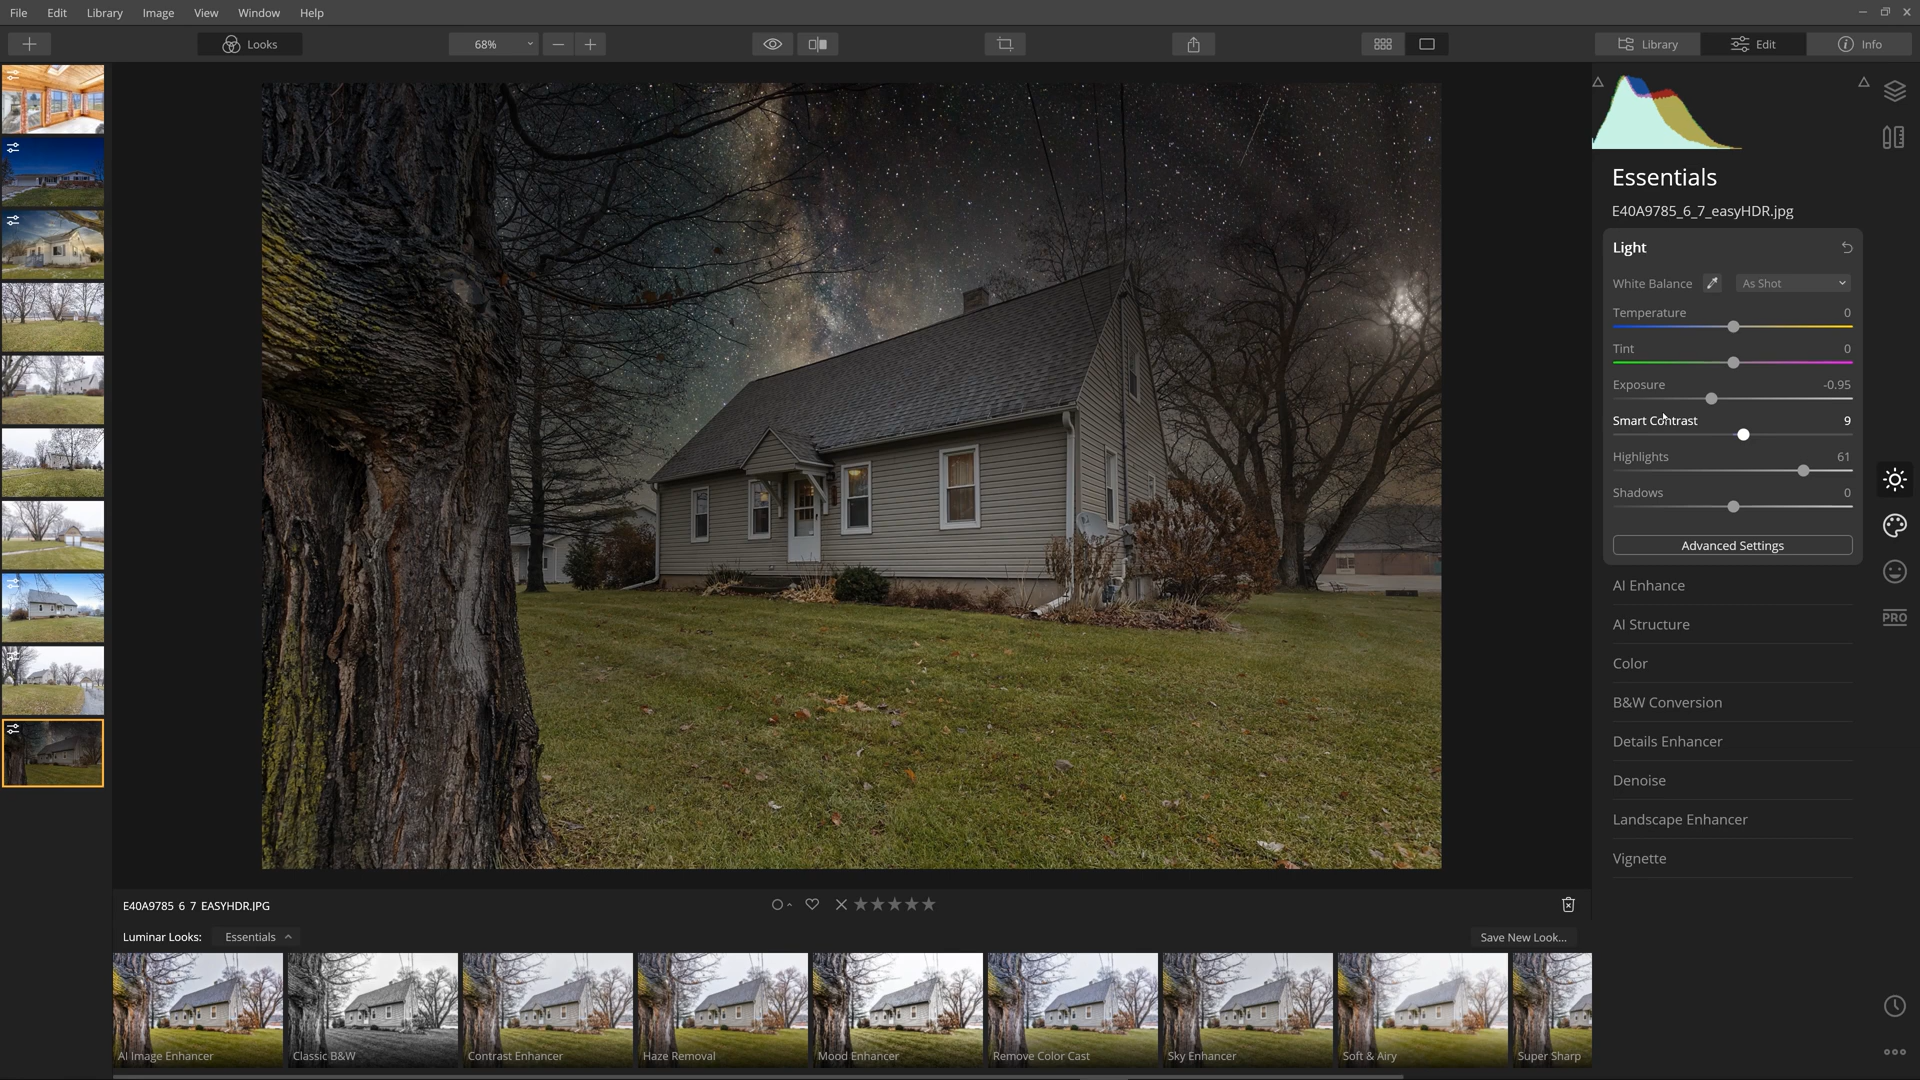 File Edit Library Image View Window Help
Looks 68% Library Edit Info
Essentials
E40A9785_6_7_easyHDR.jpg
Light
White Balance As Shot
Temperature 0
Tint 0
Exposure -0.95
Smart Contrast 9
Highlights 61
Shadows 0
Advanced Settings
AI Enhance
AI Structure
Color
B&W Conversion
Details Enhancer
Denoise
Landscape Enhancer
Vignette
PRO
E40A9785 6 7 EASYHDR.JPG
Luminar Looks: Essentials Save New Look...
AI Image Enhancer Classic B&W Contrast Enhancer Haze Removal Mood Enhancer Remove Color Cast Sky Enhancer Soft & Airy Super Sharp